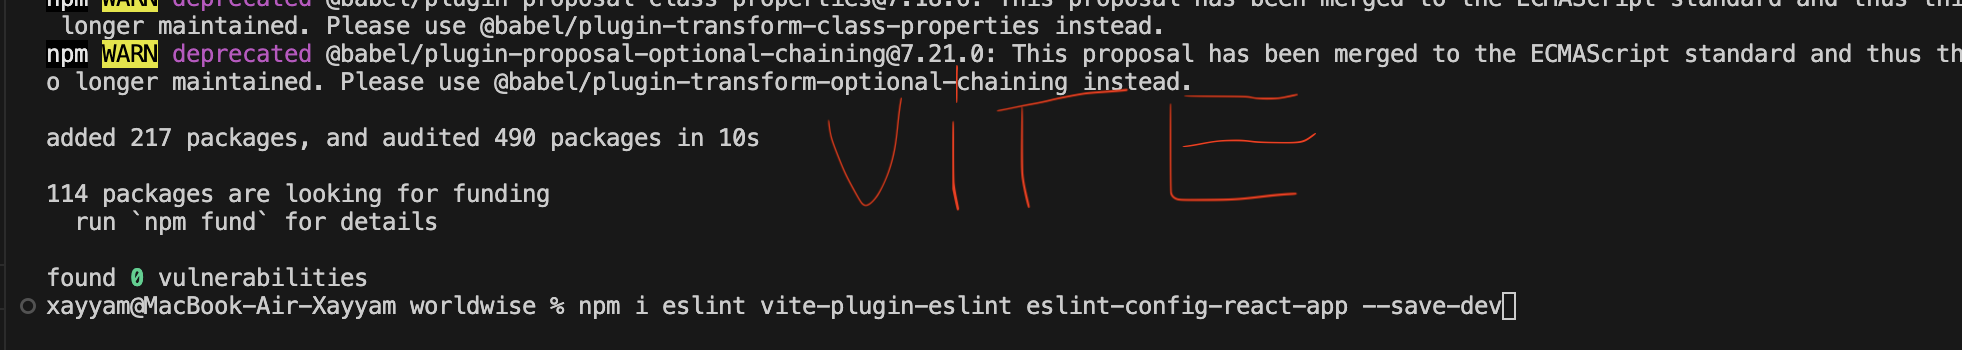 npm WARN deprecated @babel/plugin-proposal-class-properties@7.18.6: This proposal has been merged to the ECMAScript standard and thus thi
longer maintained. Please use @babel/plugin-transform-class-properties instead.
npm WARN deprecated @babel/plugin-proposal-optional-chaining@7.21.0: This proposal has been merged to the ECMAScript standard and thus th
o longer maintained. Please use @babel/plugin-transform-optional-chaining instead.
VITE
added 217 packages, and audited 490 packages in 10s
114 packages are looking for funding
run `npm fund` for details
found 0 vulnerabilities
xayyam@MacBook-Air-Xayyam worldwise % npm i eslint vite-plugin-eslint eslint-config-react-app --save-dev